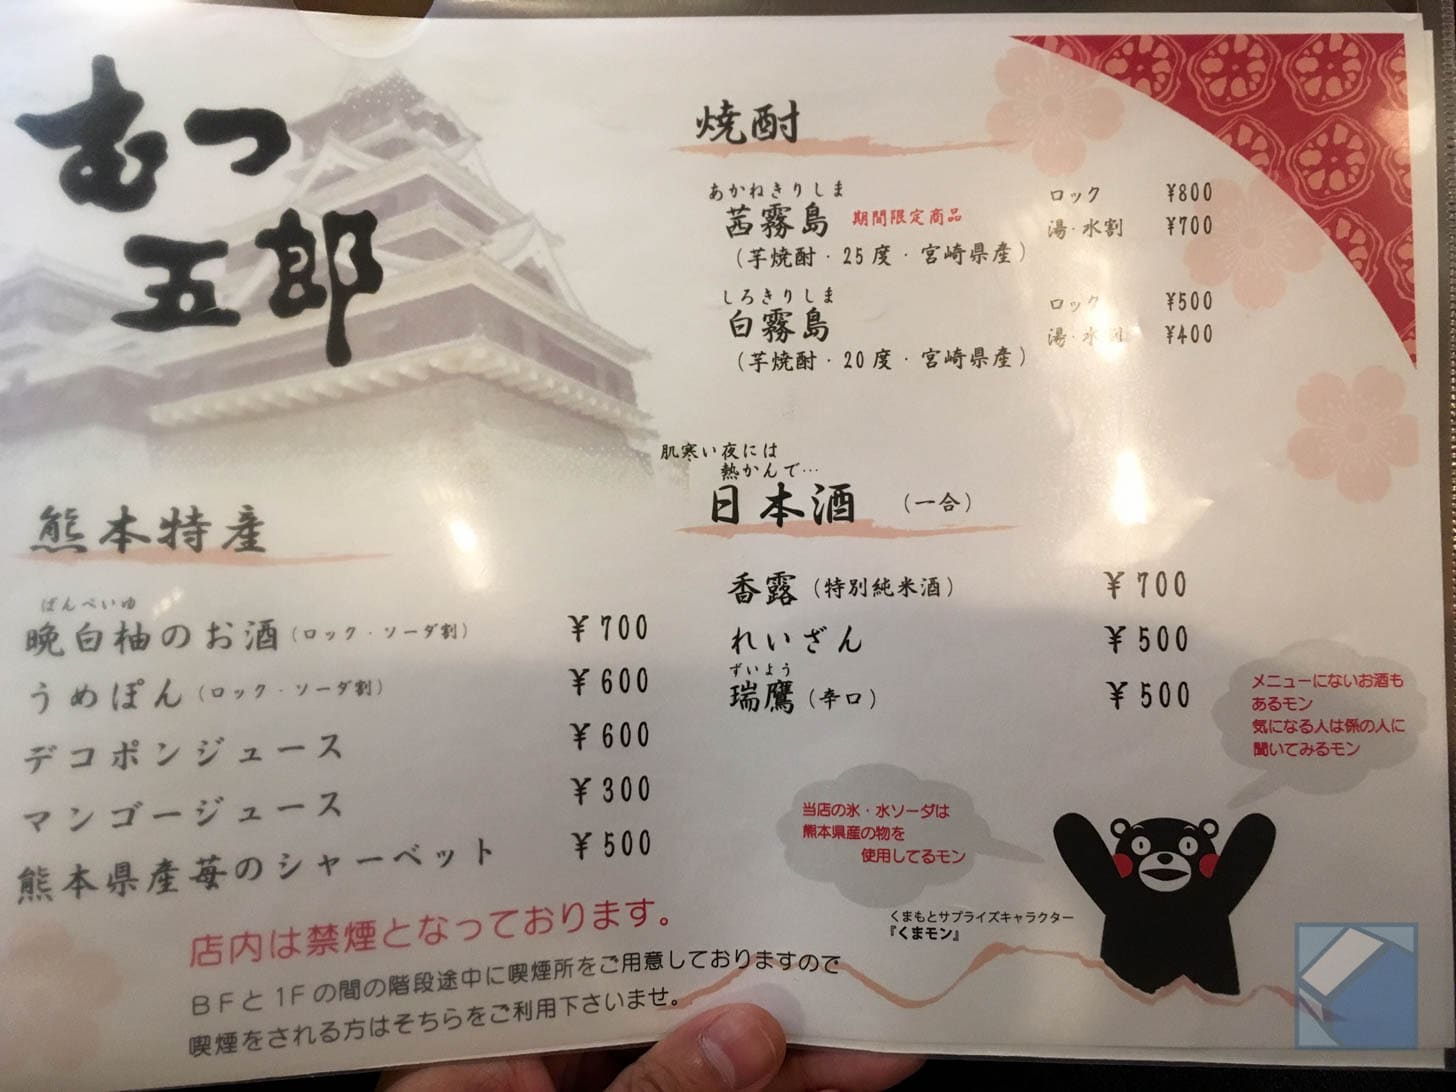 むつ
五郎
熊本特産
ばんぺいゆ
晩白柚のお酒(ロック・ソーダ割) ￥700
うめぽん(ロック・ソーダ割) ￥600
デコポンジュース ￥600
マンゴージュース ￥300
熊本県産苺のシャーベット ￥500
店内は禁煙となっております。
ＢＦと1Fの間の階段途中に喫煙所をご用意しておりますので
喫煙をされる方はそちらをご利用下さいませ。
焼酎
あかねきりしま
茜霧島 期間限定商品 ロック ¥800
湯・水割 ¥700
(芋焼酎・25度・宮崎県産)
しろきりしま
白霧島 ロック ¥500
湯・水割 ¥400
(芋焼酎・20度・宮崎県産)
肌寒い夜には
熱かんで…
日本酒 (一合)
香露(特別純米酒) ￥700
れいざん ￥500
ずいよう
瑞鷹(辛口) ￥500
メニューにないお酒も
あるモン
気になる人は係の人に
聞いてみるモン
当店の氷・水ソーダは
熊本県産の物を
使用してるモン
くまもとサプライズキャラクター
『くまモン』